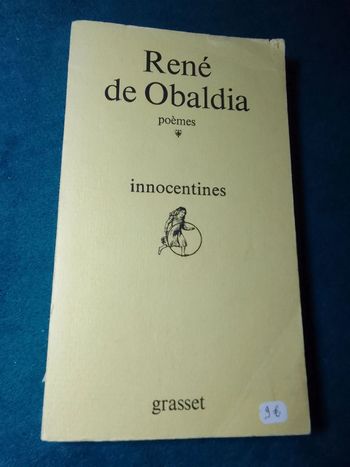 René
de Obaldia
poèmes
innocentines
grasset
9€